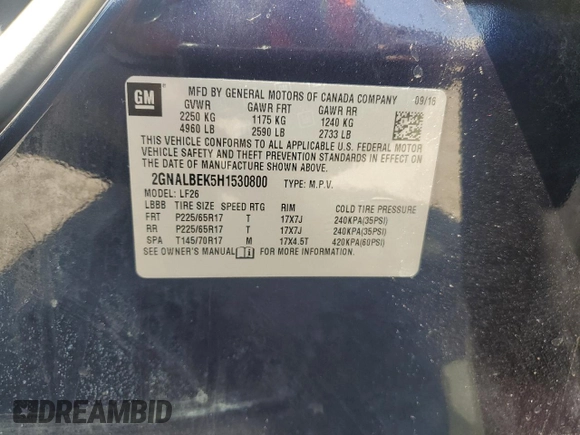 GM
MFD BY GENERAL MOTORS OF CANADA COMPANY 09/16
GVWR GAWR FRT GAWR RR
2250 KG 1175 KG 1240 KG
4960 LB 2590 LB 2733 LB
THIS VEHICLE CONFORMS TO ALL APPLICABLE U.S. FEDERAL MOTOR
VEHICLE SAFETY AND THEFT PREVENTION STANDARDS IN EFFECT ON
THE DATE OF MANUFACTURE SHOWN ABOVE.
2GNALBEK5H1530800 TYPE: M.P.V.
MODEL: LF26
LBBB TIRE SIZE SPEED RTG RIM COLD TIRE PRESSURE
FRT P225/65R17 T 17X7J 240KPA(35PSI)
RR P225/65R17 T 17X7J 240KPA(35PSI)
SPA T145/70R17 M 17X4.5T 420KPA(60PSI)
SEE OWNER'S MANUAL FOR MORE INFORMATION.
DREAMBID